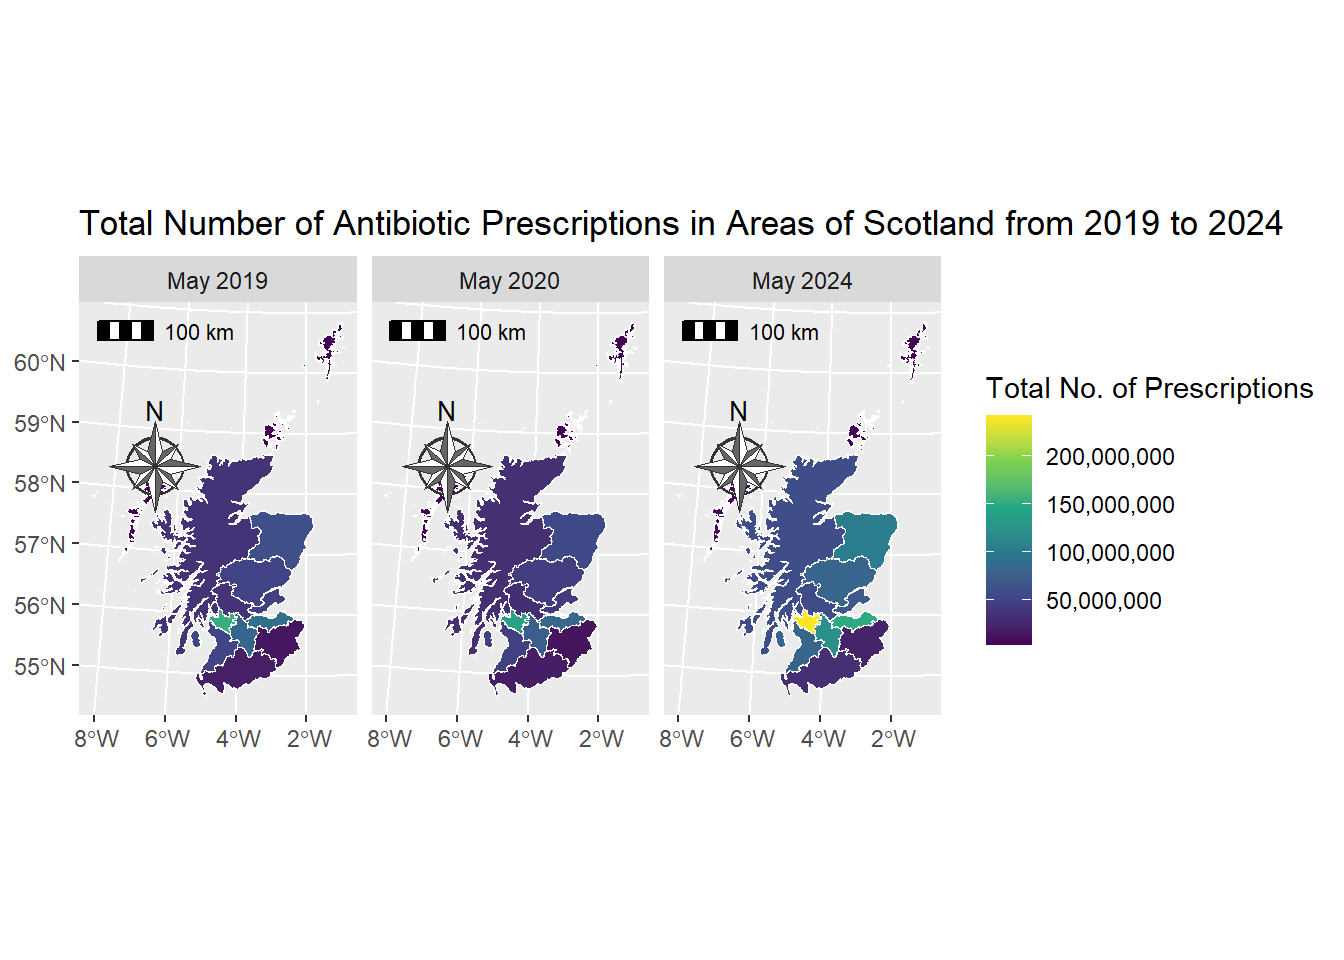 Total Number of Antibiotic Prescriptions in Areas of Scotland from 2019 to 2024
May 2019
May 2020
May 2024
100 km
100 km
100 km
N
N
N
60°N
59°N
58°N
57°N
56°N
55°N
8°W 6°W 4°W 2°W
8°W 6°W 4°W 2°W
8°W 6°W 4°W 2°W
Total No. of Prescriptions
200,000,000
150,000,000
100,000,000
50,000,000